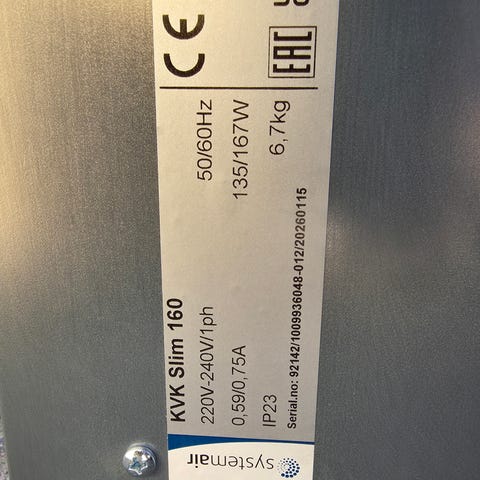 KVK Slim 160
220V-240V/1ph 50/60Hz
0,59/0,75A 135/167W
IP23 6,7kg
Serial.no: 92142/1009936048-012/20260115
systemair
CE
EAC